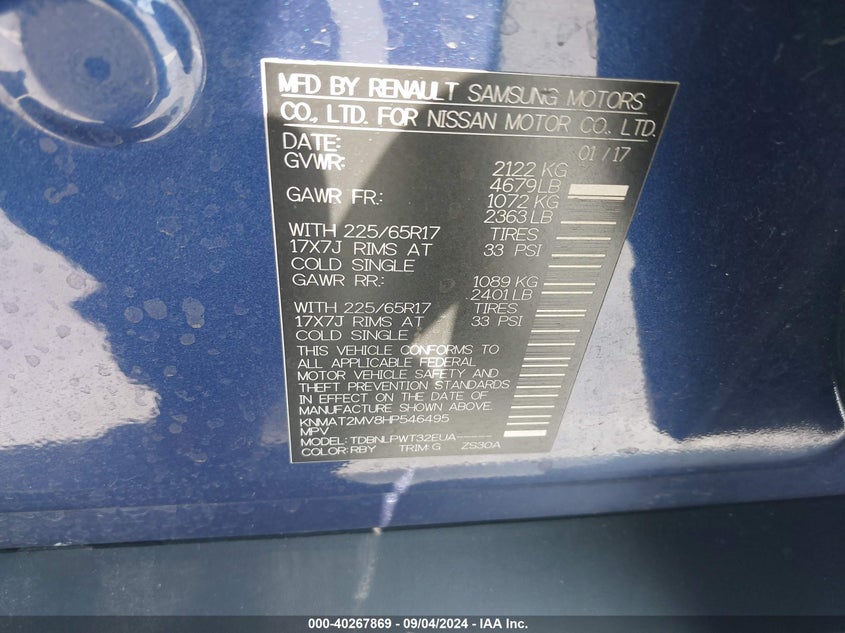 MFD BY RENAULT SAMSUNG MOTORS
CO., LTD. FOR NISSAN MOTOR CO., LTD.
DATE: 01/17
GVWR: 2122 KG
4679 LB
GAWR FR.: 1072 KG
2363 LB
WITH 225/65R17 TIRES
17X7J RIMS AT 33 PSI
COLD SINGLE
GAWR RR.: 1089 KG
2401 LB
WITH 225/65R17 TIRES
17X7J RIMS AT 33 PSI
COLD SINGLE
THIS VEHICLE CONFORMS TO
ALL APPLICABLE FEDERAL
MOTOR VEHICLE SAFETY AND
THEFT PREVENTION STANDARDS
IN EFFECT ON THE DATE OF
MANUFACTURE SHOWN ABOVE.
KNMAT2MV8HP546495
MPV
MODEL: TDBNLPWT32EUA-----
COLOR: RBY TRIM: G ZS30A
000-40267869 - 09/04/2024 - IAA Inc.